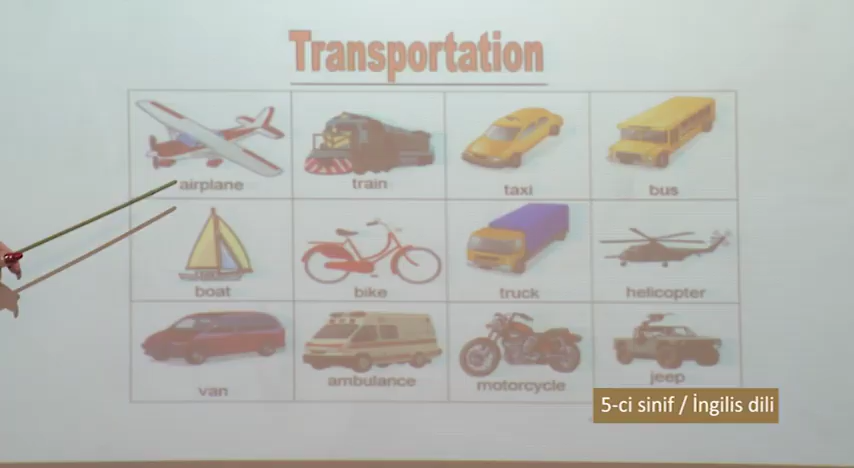 Transportation
airplane train taxi bus
boat bike truck helicopter
van ambulance motorcycle jeep
5-ci sinif / İngilis dili